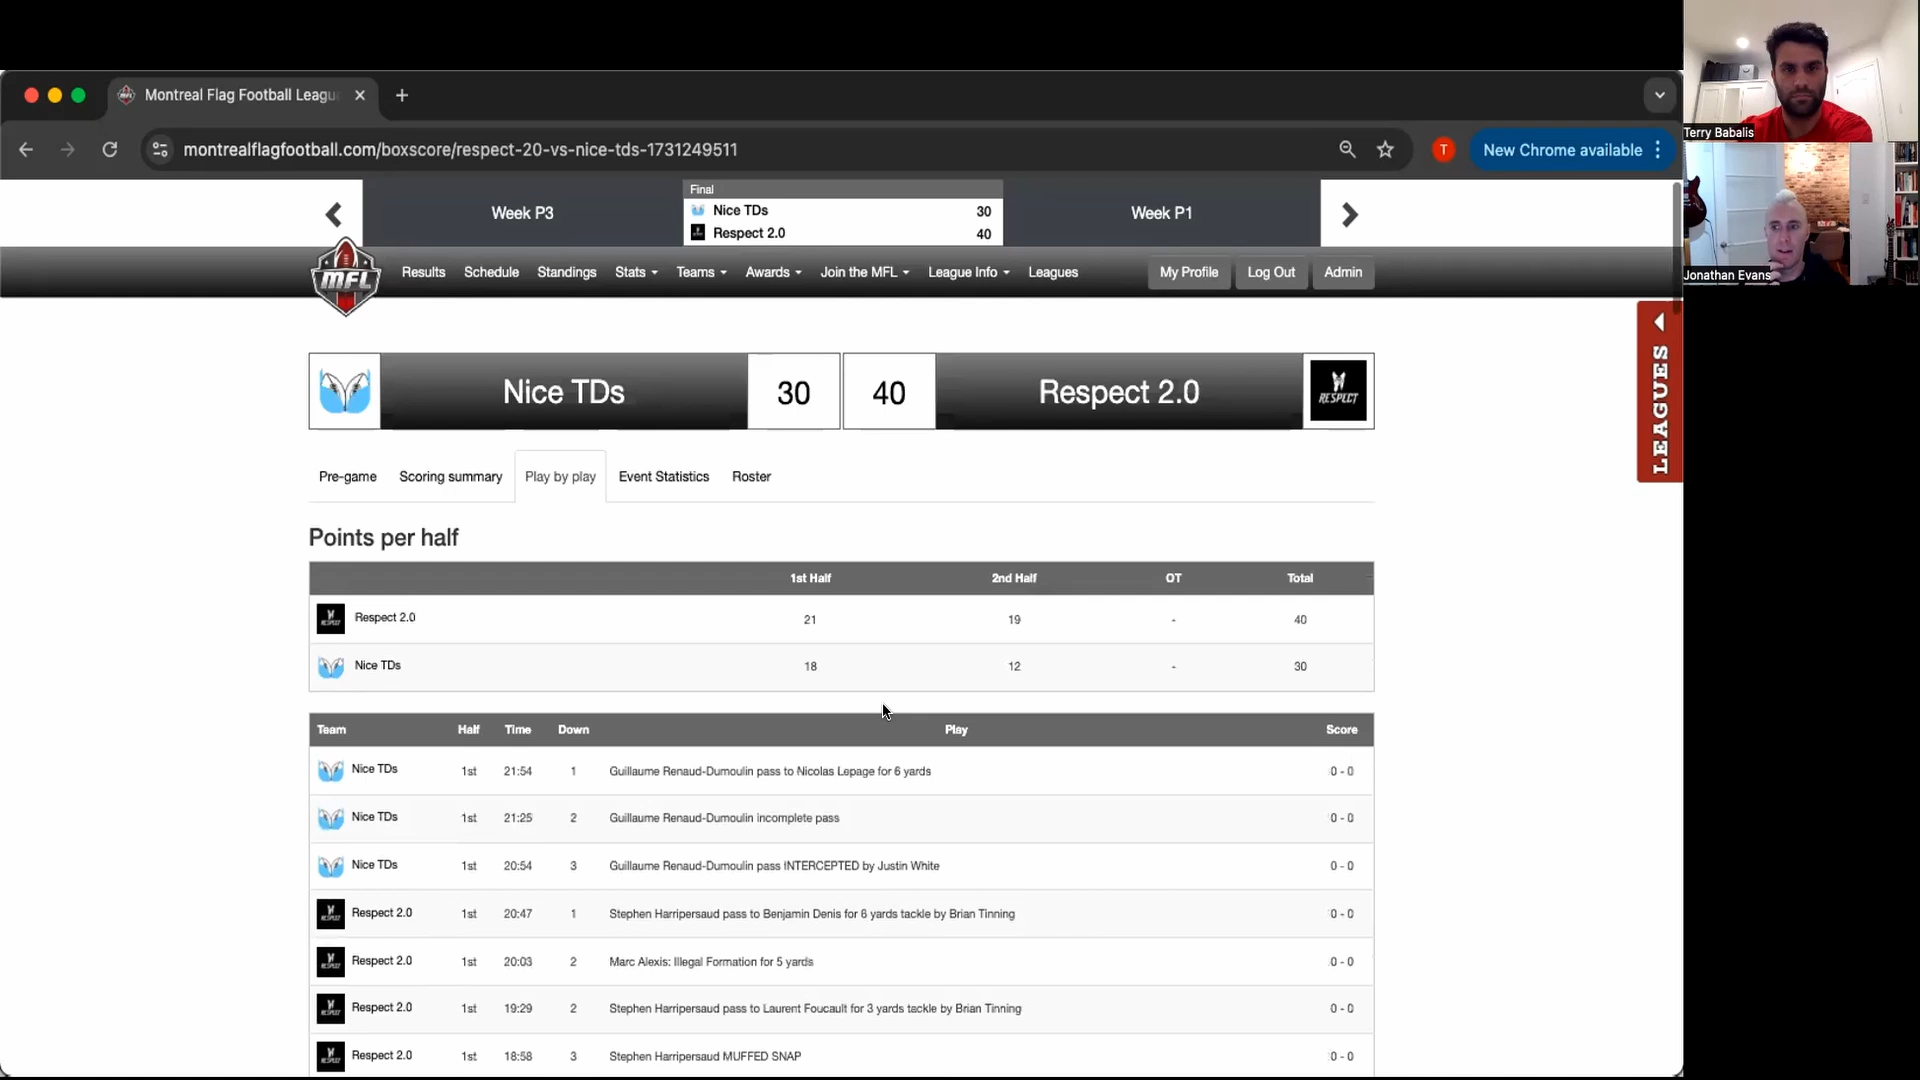 Montreal Flag Football Leagu
montrealflagfootball.com/boxscore/respect-20-vs-nice-tds-1731249511
T
New Chrome available
Terry Babalis
Jonathan Evans
Week P3
Final
Nice TDs 30
Respect 2.0 40
Week P1
MFL
Results Schedule Standings Stats Teams Awards Join the MFL League Info Leagues My Profile Log Out Admin
LEAGUES
Nice TDs 30 40 Respect 2.0
RESPECT
Pre-game Scoring summary Play by play Event Statistics Roster
Points per half
1st Half 2nd Half OT Total
Respect 2.0 21 19 - 40
Nice TDs 18 12 - 30
Team Half Time Down Play Score
Nice TDs 1st 21:54 1 Guillaume Renaud-Dumoulin pass to Nicolas Lepage for 6 yards 0 - 0
Nice TDs 1st 21:25 2 Guillaume Renaud-Dumoulin incomplete pass 0 - 0
Nice TDs 1st 20:54 3 Guillaume Renaud-Dumoulin pass INTERCEPTED by Justin White 0 - 0
Respect 2.0 1st 20:47 1 Stephen Harripersaud pass to Benjamin Denis for 6 yards tackle by Brian Tinning 0 - 0
Respect 2.0 1st 20:03 2 Marc Alexis: Illegal Formation for 5 yards 0 - 0
Respect 2.0 1st 19:29 2 Stephen Harripersaud pass to Laurent Foucault for 3 yards tackle by Brian Tinning 0 - 0
Respect 2.0 1st 18:58 3 Stephen Harripersaud MUFFED SNAP 0 - 0